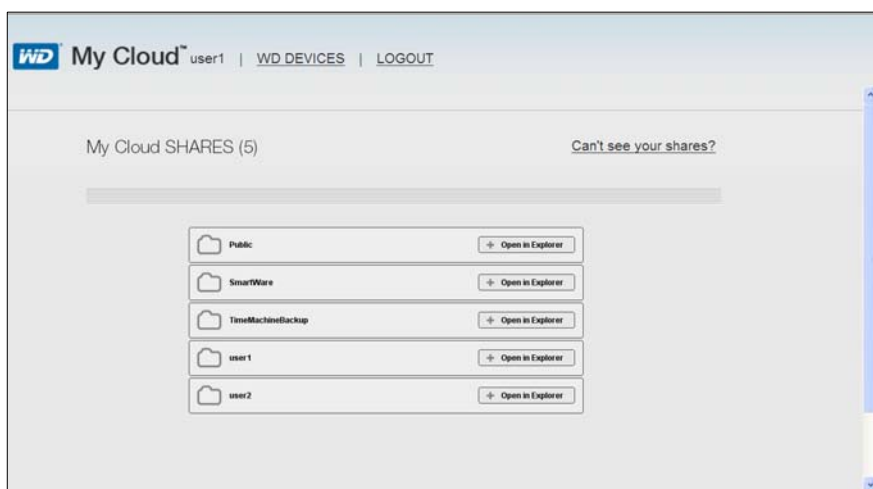 WD My Cloud™ user1 | WD DEVICES | LOGOUT
My Cloud SHARES (5) Can't see your shares?
Public + Open in Explorer
SmartWare + Open in Explorer
TimeMachineBackup + Open in Explorer
user1 + Open in Explorer
user2 + Open in Explorer